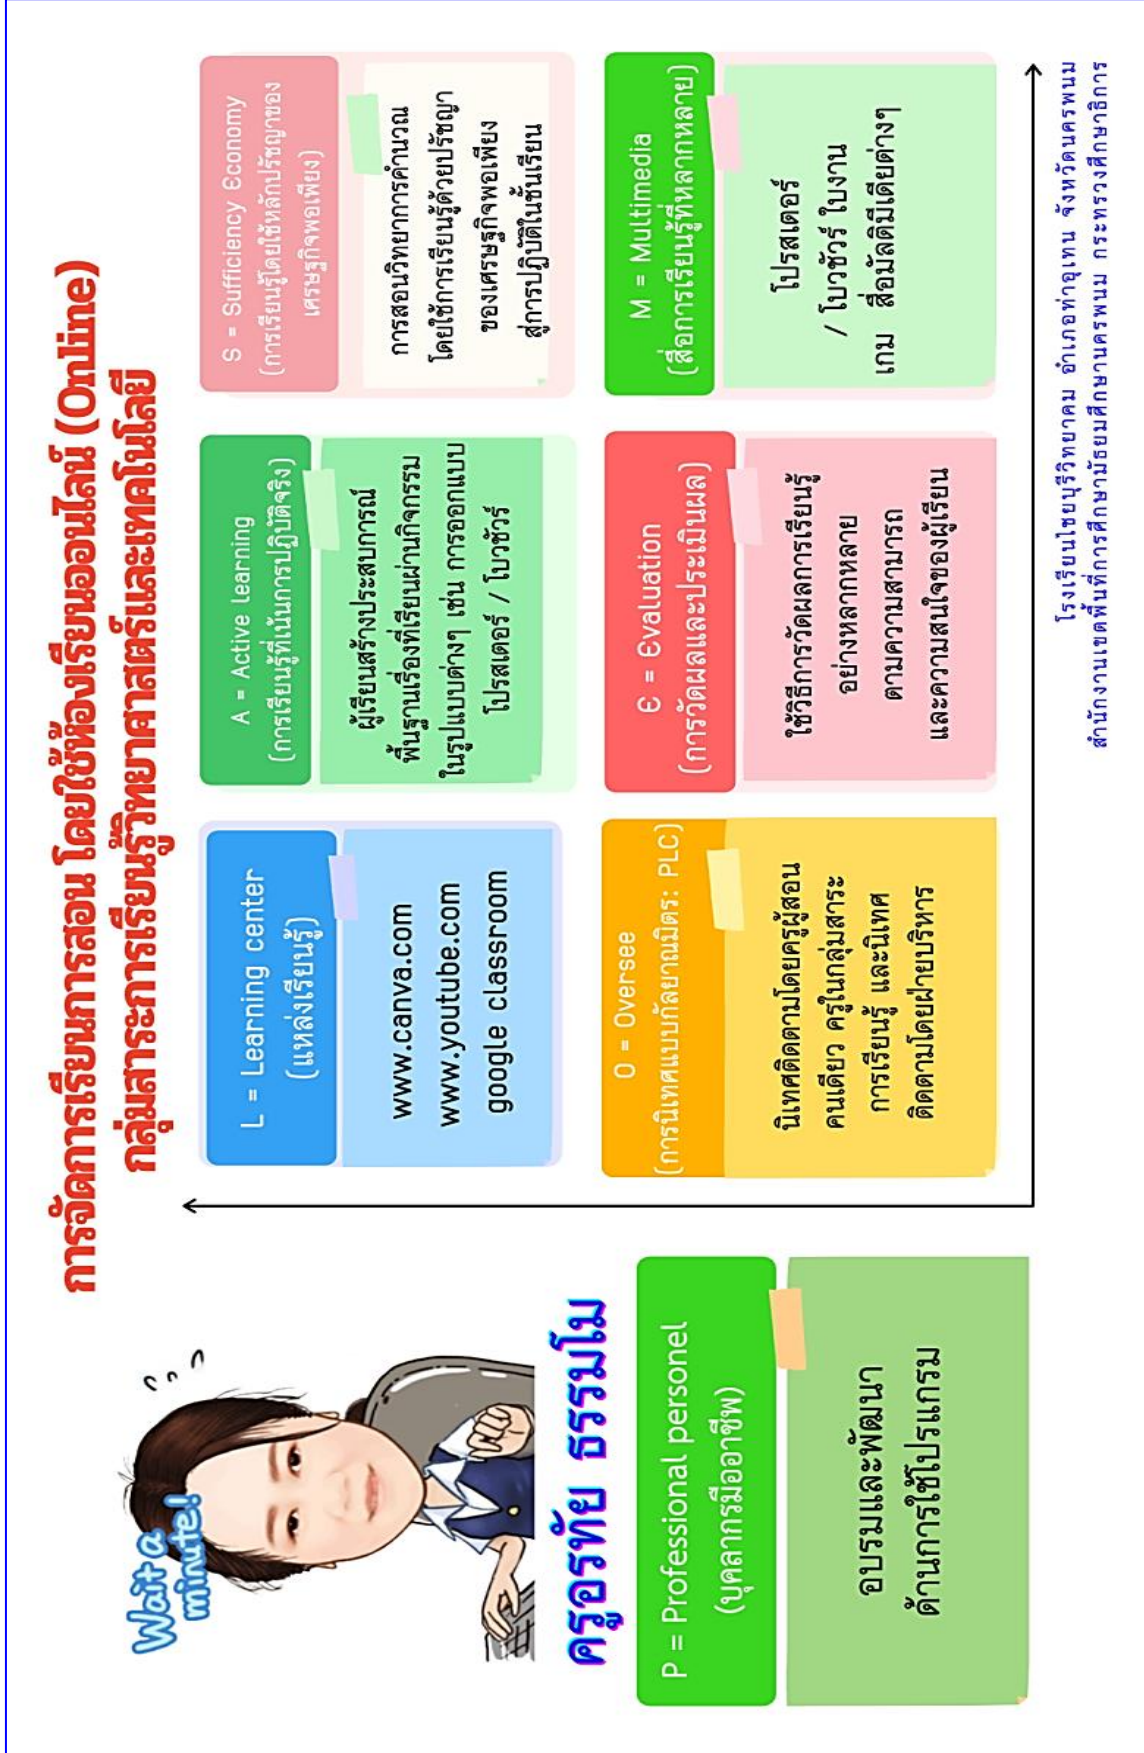 การจัดการเรียนการสอน โดยใช้ห้องเรียนออนไลน์ (Online)
กลุ่มสาระการเรียนรู้วิทยาศาสตร์และเทคโนโลยี
Wait a
minute!
ครูอรทัย ธรรมโม
P = Professional personel
(บุคลากรมืออาชีพ)
อบรมและพัฒนา
ด้านการใช้โปรแกรม
L = Learning center
(แหล่งเรียนรู้)
www.canva.com
www.youtube.com
google classroom
A = Active learning
(การเรียนรู้ที่เน้นการปฏิบัติจริง)
ผู้เรียนสร้างประสบการณ์
พื้นฐานเรื่องที่เรียนผ่านกิจกรรม
ในรูปแบบต่างๆ เช่น การออกแบบ
โปรสเตอร์ / โบวชัวร์
S = Sufficiency Economy
(การเรียนรู้โดยใช้หลักปรัชญาของ
เศรษฐกิจพอเพียง)
การสอนวิทยาการคำนวณ
โดยใช้การเรียนรู้ด้วยปรัชญา
ของเศรษฐกิจพอเพียง
สู่การปฏิบัติในชั้นเรียน
O = Oversee
(การนิเทศแบบกัลยาณมิตร: PLC)
นิเทศติดตามโดยครูผู้สอน
คนเดียว ครูในกลุ่มสาระ
การเรียนรู้ และนิเทศ
ติดตามโดยฝ่ายบริหาร
E = Evaluation
(การวัดผลและประเมินผล)
ใช้วิธีการวัดผลการเรียนรู้
อย่างหลากหลาย
ตามความสามารถ
และความสนใจของผู้เรียน
M = Multimedia
(สื่อการเรียนรู้ที่หลากหลาย)
โปรสเตอร์
/ โบวชัวร์ ใบงาน
เกม สื่อมัลติมีเดียต่างๆ
โรงเรียนไชยบุรีวิทยาคม อำเภอท่าอุเทน จังหวัดนครพนม
สำนักงานเขตพื้นที่การศึกษามัธยมศึกษานครพนม กระทรวงศึกษาธิการ